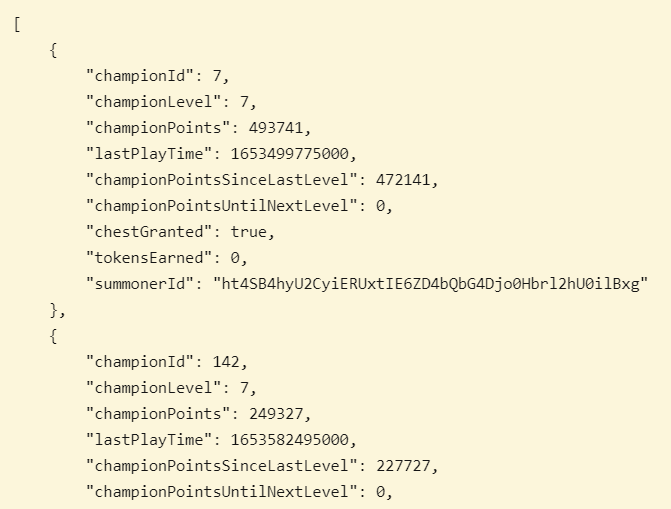 [
{
"championId": 7,
"championLevel": 7,
"championPoints": 493741,
"lastPlayTime": 1653499775000,
"championPointsSinceLastLevel": 472141,
"championPointsUntilNextLevel": 0,
"chestGranted": true,
"tokensEarned": 0,
"summonerId": "ht4SB4hyU2CyiERUxtIE6ZD4bQbG4Djo0Hbrl2hU0ilBxg"
},
{
"championId": 142,
"championLevel": 7,
"championPoints": 249327,
"lastPlayTime": 1653582495000,
"championPointsSinceLastLevel": 227727,
"championPointsUntilNextLevel": 0,